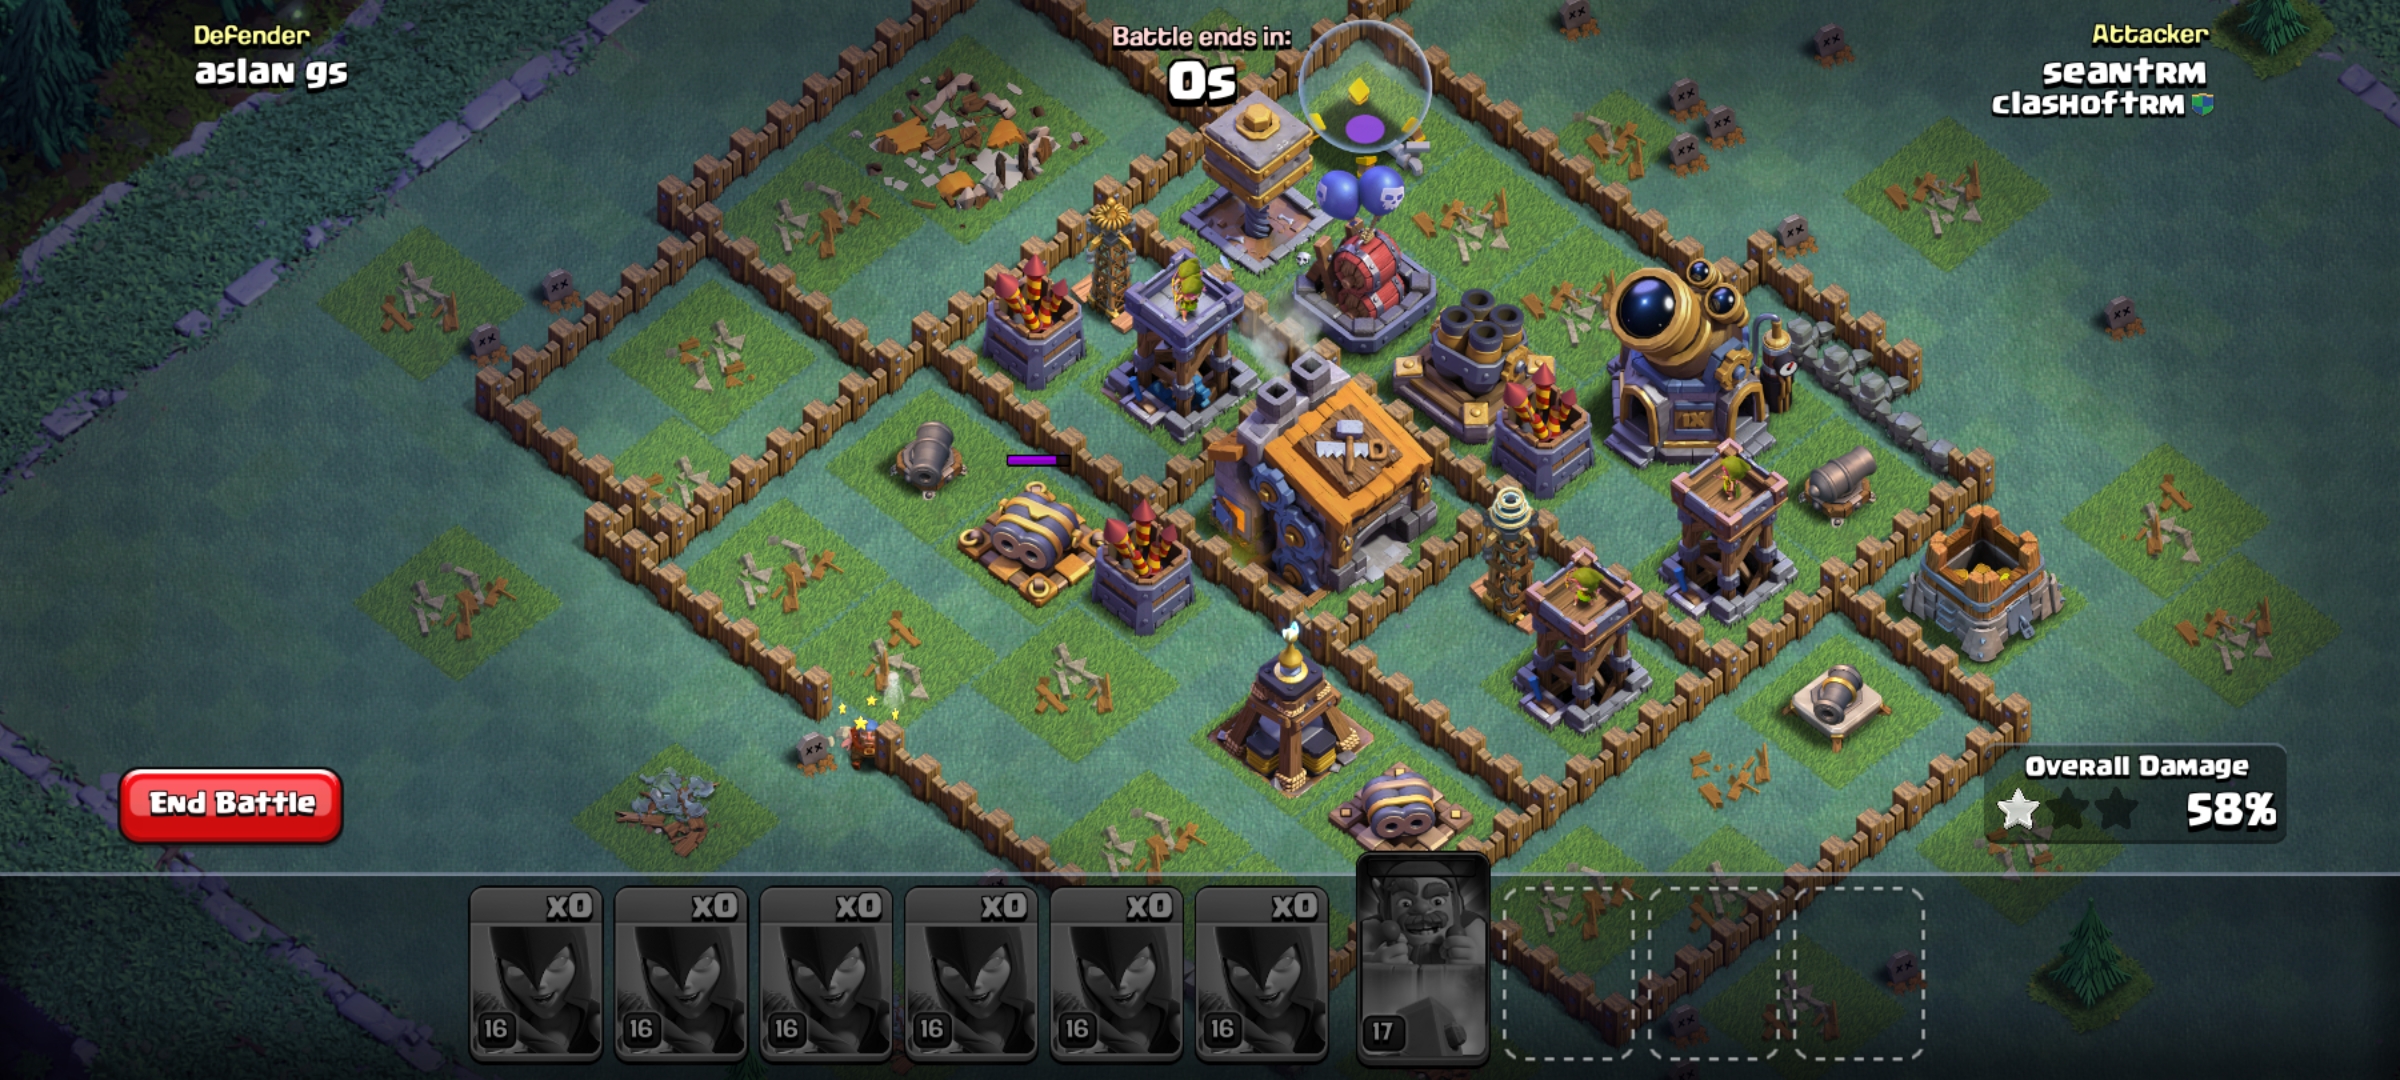 Defender
aslan gs
Battle ends in:
0s
Attacker
seantRM
clashoftRM
End Battle
Overall Damage
58%
x0
x0
x0
x0
x0
x0
16
16
16
16
16
16
17